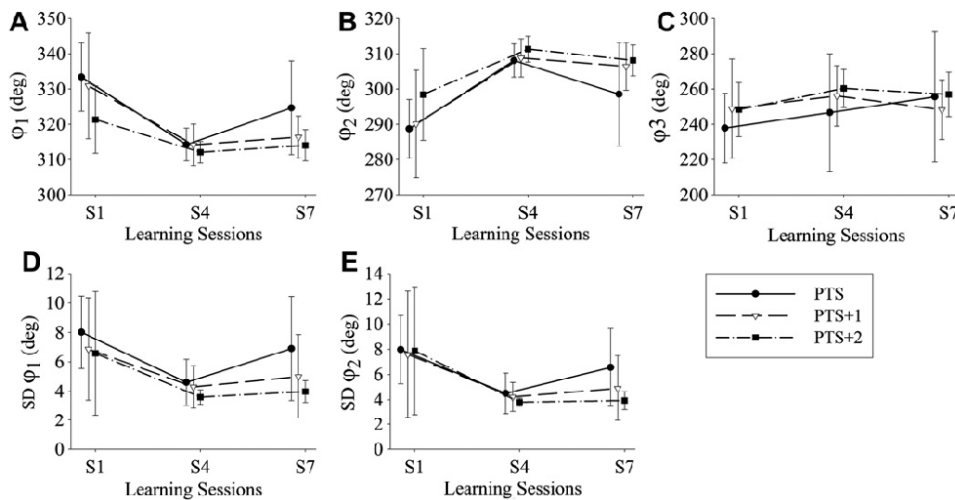 A
φ1 (deg)
350
340
330
320
310
300
S1
S4
S7
Learning Sessions
B
φ2 (deg)
320
310
300
290
280
270
S1
S4
S7
Learning Sessions
C
φ3 (deg)
300
280
260
240
220
200
S1
S4
S7
Learning Sessions
D
SD φ1 (deg)
12
10
8
6
4
2
0
S1
S4
S7
Learning Sessions
E
SD φ2 (deg)
14
12
10
8
6
4
2
0
S1
S4
S7
Learning Sessions
PTS
PTS+1
PTS+2